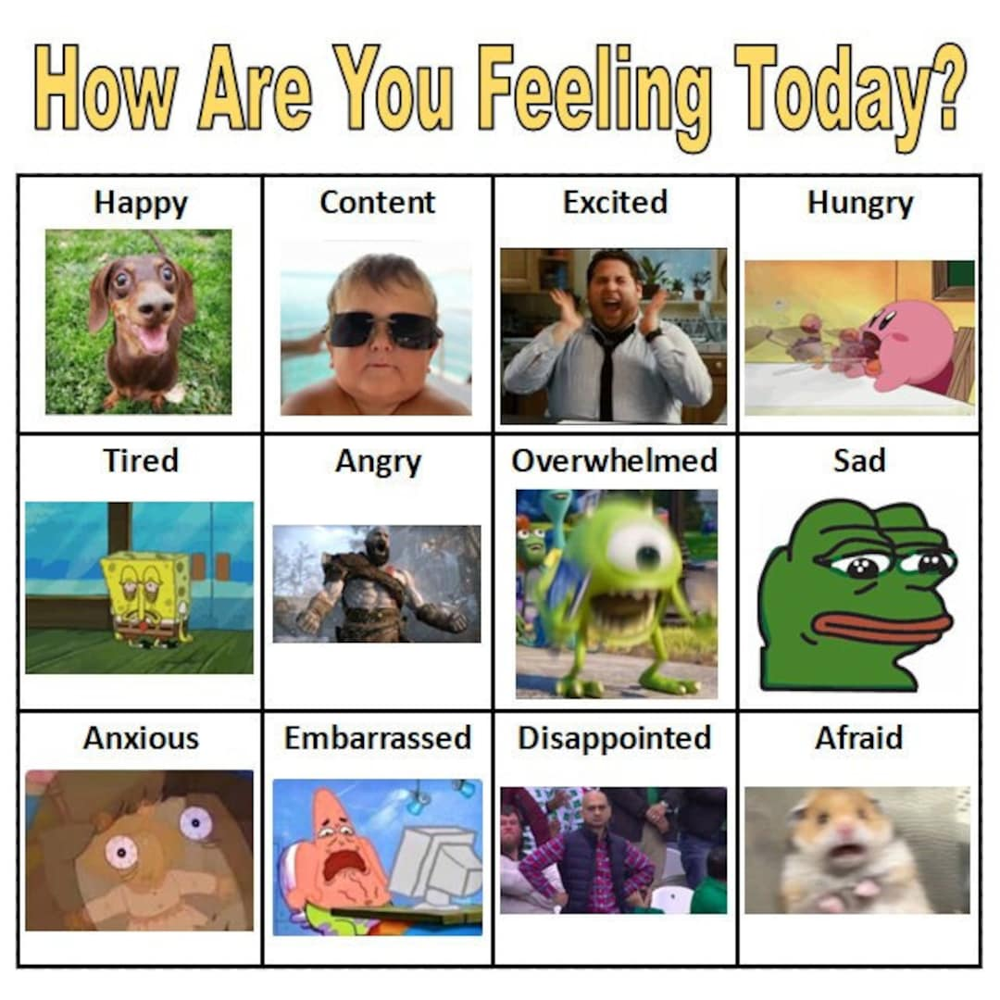 How Are You Feeling Today?
Happy
Content
Excited
Hungry
Tired
Angry
Overwhelmed
Sad
Anxious
Embarrassed
Disappointed
Afraid